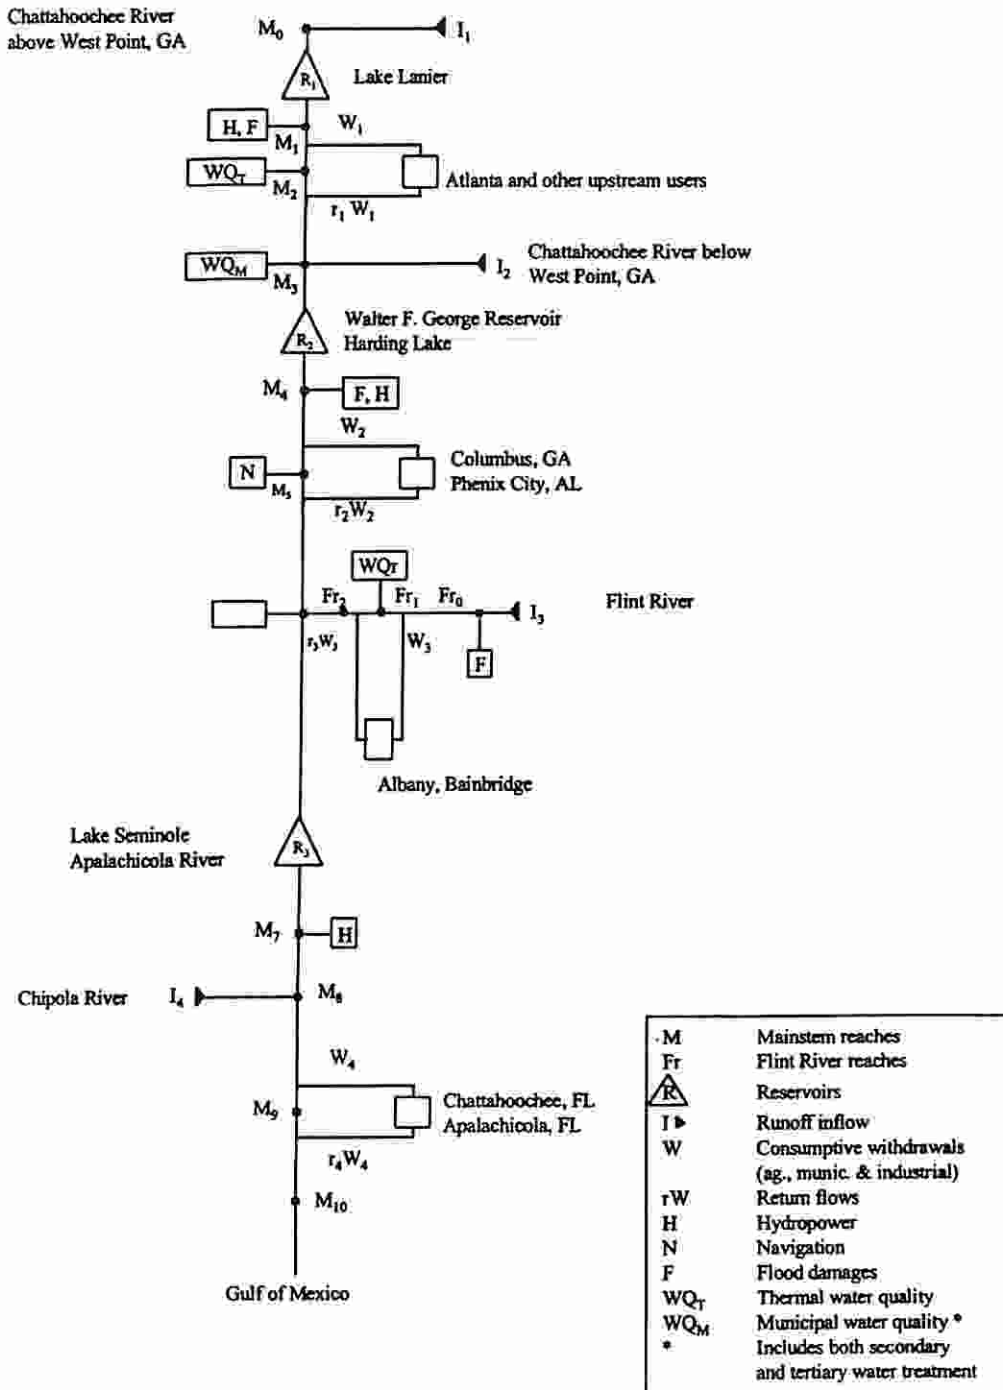 Chattahoochee River
above West Point, GA
M₀
I₁
R₁
Lake Lanier
H, F
M₁
W₁
WQ_T
M₂
Atlanta and other upstream users
r₁ W₁
WQ_M
M₃
I₂
Chattahoochee River below
West Point, GA
R₂
Walter F. George Reservoir
Harding Lake
M₄
F, H
W₂
N
M₅
Columbus, GA
Phenix City, AL
r₂W₂
WQ_T
Fr₂
Fr₁
Fr₀
I₃
Flint River
r₃W₃
W₃
F
Albany, Bainbridge
Lake Seminole
Apalachicola River
R₃
M₇
H
Chipola River
I₄
M₈
W₄
M₉
Chattahoochee, FL
Apalachicola, FL
r₄W₄
M₁₀
Gulf of Mexico
M Mainstem reaches
Fr Flint River reaches
R Reservoirs
I Runoff inflow
W Consumptive withdrawals
(ag., munic. & industrial)
rW Return flows
H Hydropower
N Navigation
F Flood damages
WQ_T Thermal water quality
WQ_M Municipal water quality *
* Includes both secondary
and tertiary water treatment